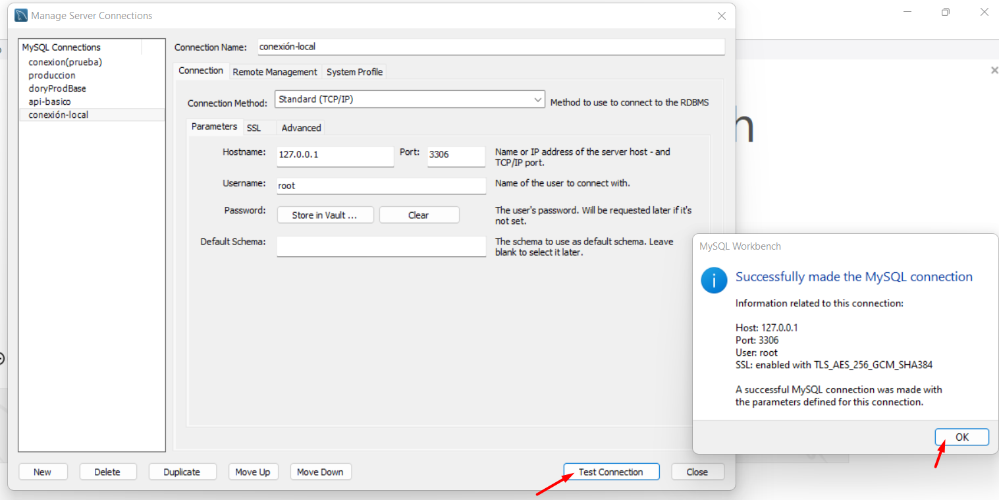 Manage Server Connections
MySQL Connections
conexion(prueba)
produccion
doryProdBase
api-basico
conexión-local
Connection Name: conexión-local
Connection Remote Management System Profile
Connection Method: Standard (TCP/IP) Method to use to connect to the RDBMS
Parameters SSL Advanced
Hostname: 127.0.0.1 Port: 3306 Name or IP address of the server host - and
TCP/IP port.
Username: root Name of the user to connect with.
Password: Store in Vault ... Clear The user's password. Will be requested later if it's
not set.
Default Schema: The schema to use as default schema. Leave
blank to select it later.
New Delete Duplicate Move Up Move Down Test Connection Close
h
MySQL Workbench
Successfully made the MySQL connection
Information related to this connection:
Host: 127.0.0.1
Port: 3306
User: root
SSL: enabled with TLS_AES_256_GCM_SHA384
A successful MySQL connection was made with
the parameters defined for this connection.
OK